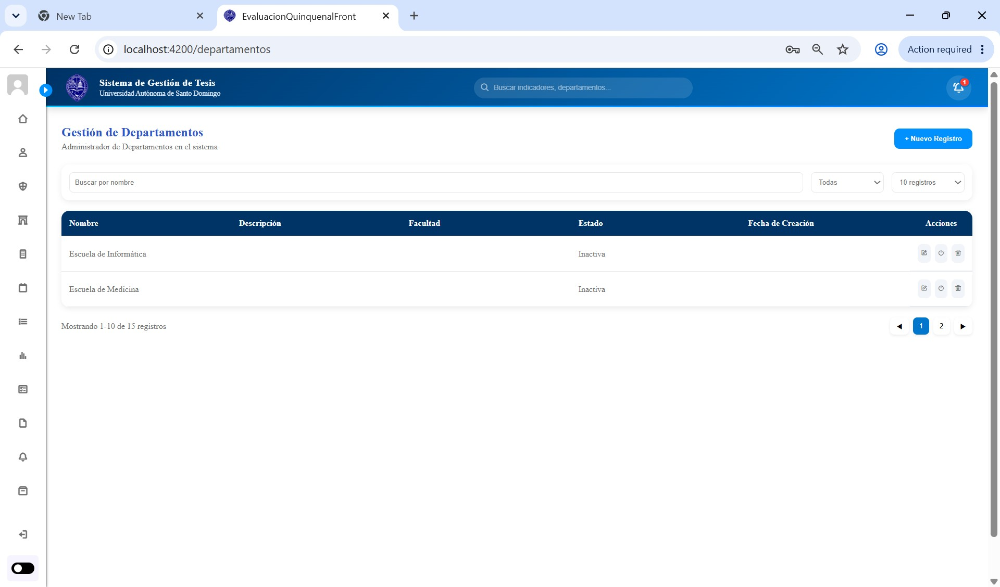 New Tab
EvaluacionQuinquenalFront
localhost:4200/departamentos
Action required
Sistema de Gestión de Tesis
Universidad Autónoma de Santo Domingo
Buscar indicadores, departamentos...
1
Gestión de Departamentos
Administrador de Departamentos en el sistema
+ Nuevo Registro
Buscar por nombre
Todas
10 registros
Nombre Descripción Facultad Estado Fecha de Creación Acciones
Escuela de Informática Inactiva
Escuela de Medicina Inactiva
Mostrando 1-10 de 15 registros
1 2